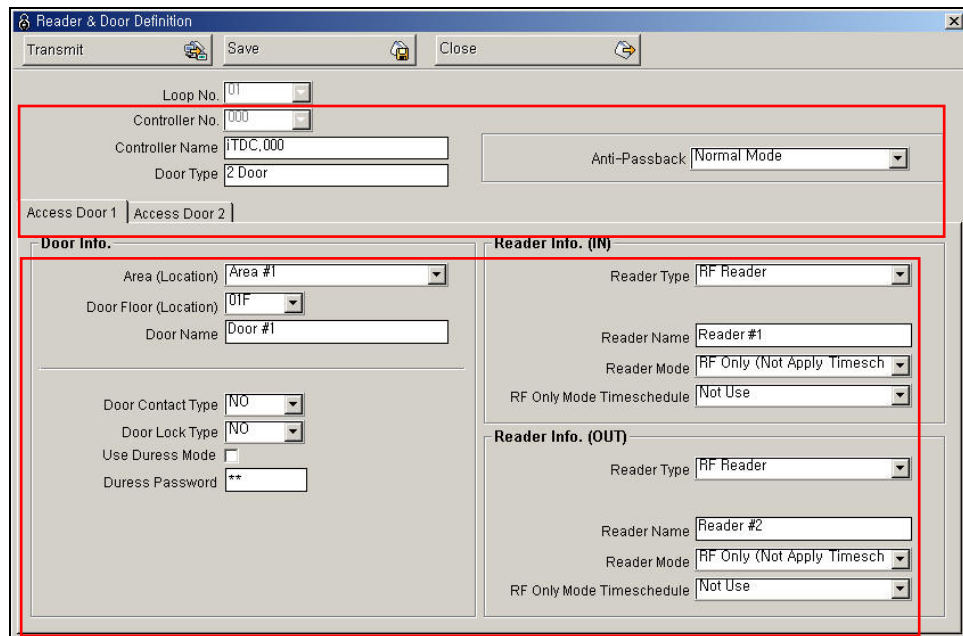 Reader & Door Definition
Transmit Save Close
Loop No. 01
Controller No. 000
Controller Name iTDC,000
Door Type 2 Door
Anti-Passback Normal Mode
Access Door 1 Access Door 2
Door Info.
Area (Location) Area #1
Door Floor (Location) 01F
Door Name Door #1
Door Contact Type NO
Door Lock Type NO
Use Duress Mode
Duress Password **
Reader Info. (IN)
Reader Type RF Reader
Reader Name Reader #1
Reader Mode RF Only (Not Apply Timesch
RF Only Mode Timeschedule Not Use
Reader Info. (OUT)
Reader Type RF Reader
Reader Name Reader #2
Reader Mode RF Only (Not Apply Timesch
RF Only Mode Timeschedule Not Use